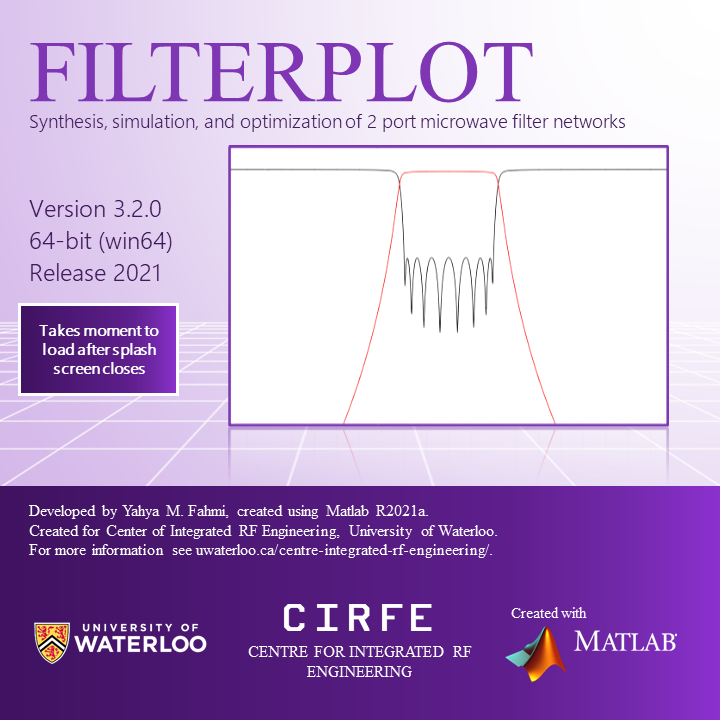 FILTERPLOT
Synthesis, simulation, and optimization of 2 port microwave filter networks
Version 3.2.0
64-bit (win64)
Release 2021
Takes moment to
load after splash
screen closes
Developed by Yahya M. Fahmi, created using Matlab R2021a.
Created for Center of Integrated RF Engineering, University of Waterloo.
For more information see uwaterloo.ca/centre-integrated-rf-engineering/.
UNIVERSITY OF
WATERLOO
CIRFE
CENTRE FOR INTEGRATED RF
ENGINEERING
Created with
MATLAB